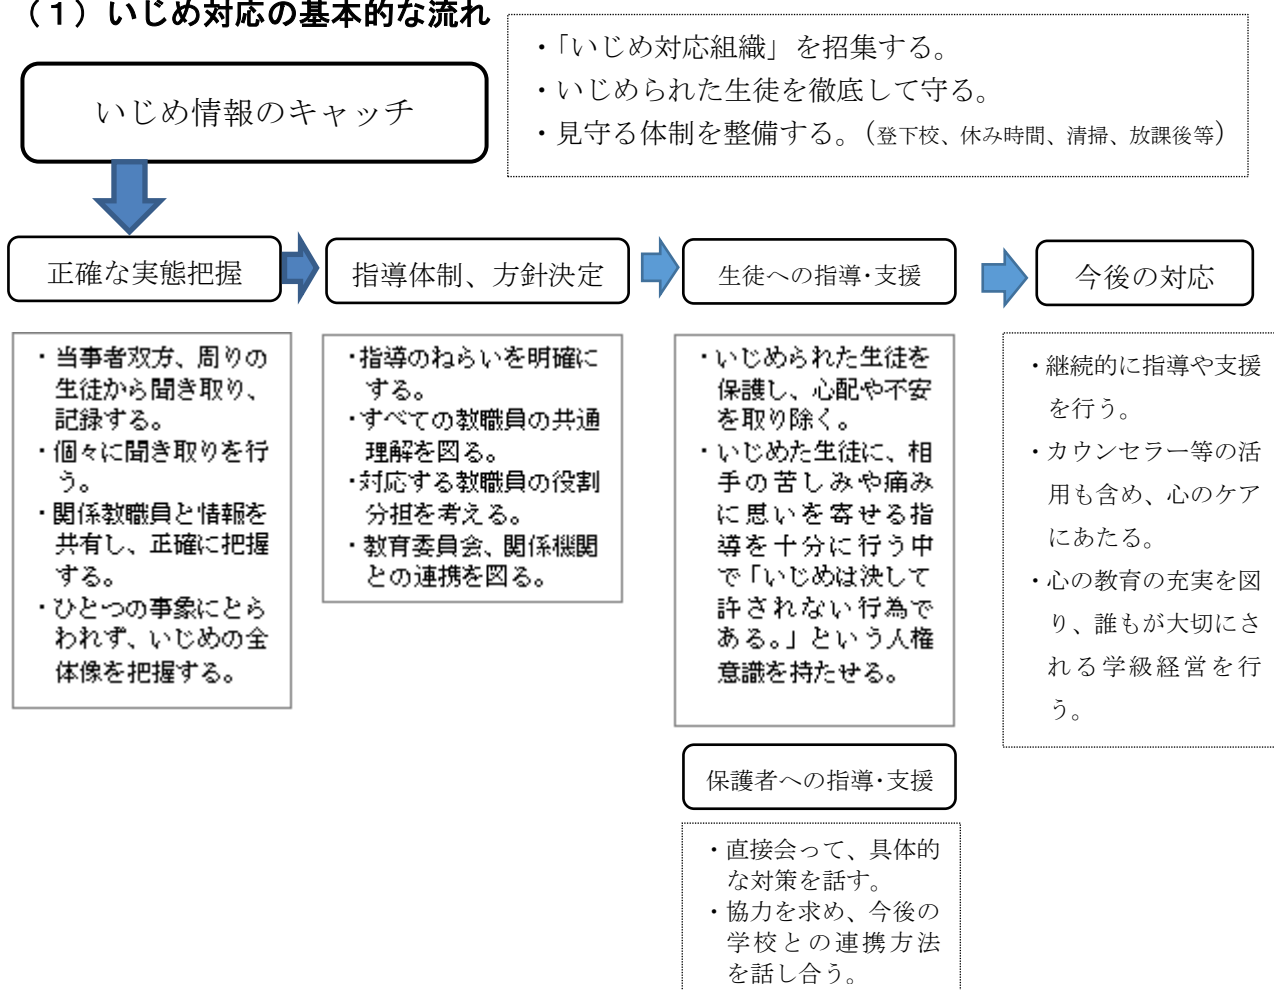 （１）いじめ対応の基本的な流れ
いじめ情報のキャッチ
・「いじめ対応組織」を招集する。
・いじめられた生徒を徹底して守る。
・見守る体制を整備する。（登下校、休み時間、清掃、放課後等）
正確な実態把握
・当事者双方、周りの
生徒から聞き取り、
記録する。
・個々に聞き取りを行
う。
・関係教職員と情報を
共有し、正確に把握
する。
・ひとつの事象にとら
われず、いじめの全
体像を把握する。
指導体制、方針決定
・指導のねらいを明確に
する。
・すべての教職員の共通
理解を図る。
・対応する教職員の役割
分担を考える。
・教育委員会、関係機関
との連携を図る。
生徒への指導・支援
・いじめられた生徒を
保護し、心配や不安
を取り除く。
・いじめた生徒に、相
手の苦しみや痛み
に思いを寄せる指
導を十分に行う中
で「いじめは決して
許されない行為で
ある。」という人権
意識を持たせる。
保護者への指導・支援
・直接会って、具体的
な対策を話す。
・協力を求め、今後の
学校との連携方法
を話し合う。
今後の対応
・継続的に指導や支援
を行う。
・カウンセラー等の活
用も含め、心のケア
にあたる。
・心の教育の充実を図
り、誰もが大切にさ
れる学級経営を行
う。